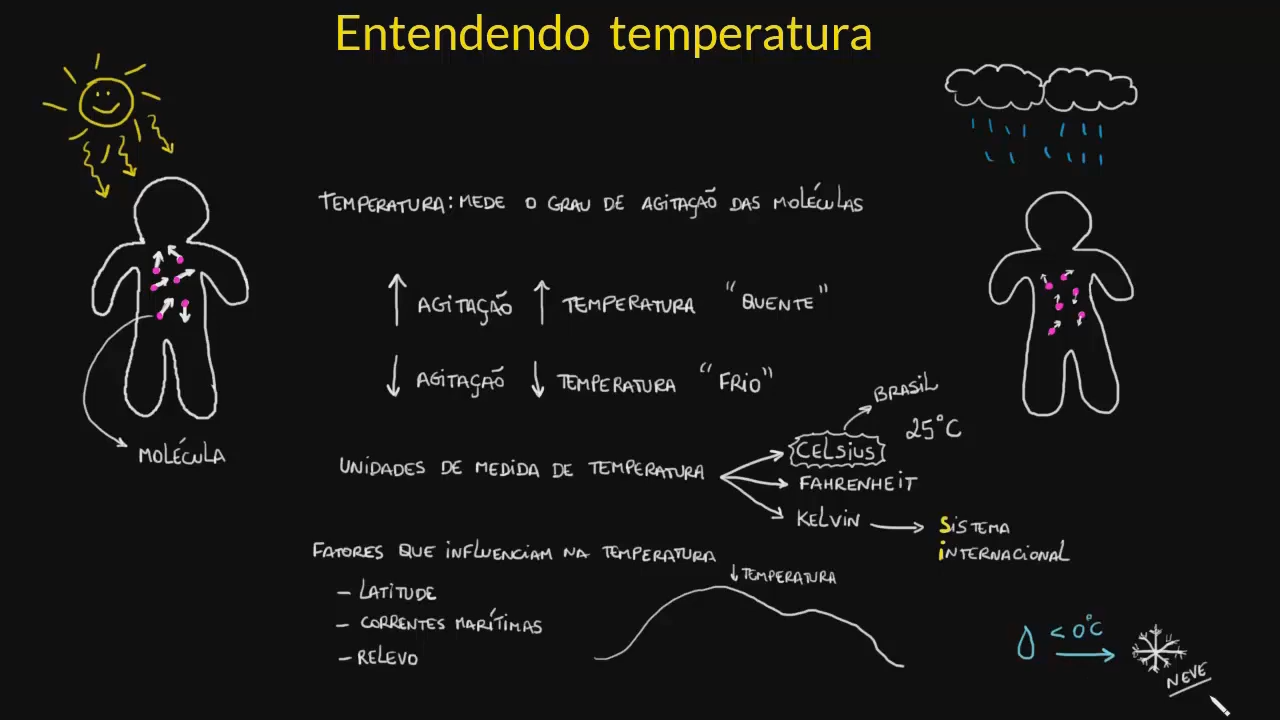 Entendendo temperatura
TEMPERATURA: MEDE O GRAU DE AGITAÇÃO DAS MOLÉCULAS
AGITAÇÃO TEMPERATURA "QUENTE"
AGITAÇÃO TEMPERATURA "FRIO"
MOLÉCULA
UNIDADES DE MEDIDA DE TEMPERATURA
BRASIL
CELSIUS 25°C
FAHRENHEIT
KELVIN
SISTEMA
INTERNACIONAL
FATORES QUE INFLUENCIAM NA TEMPERATURA
- LATITUDE
- CORRENTES MARÍTIMAS
- RELEVO
TEMPERATURA
< 0°C
NEVE